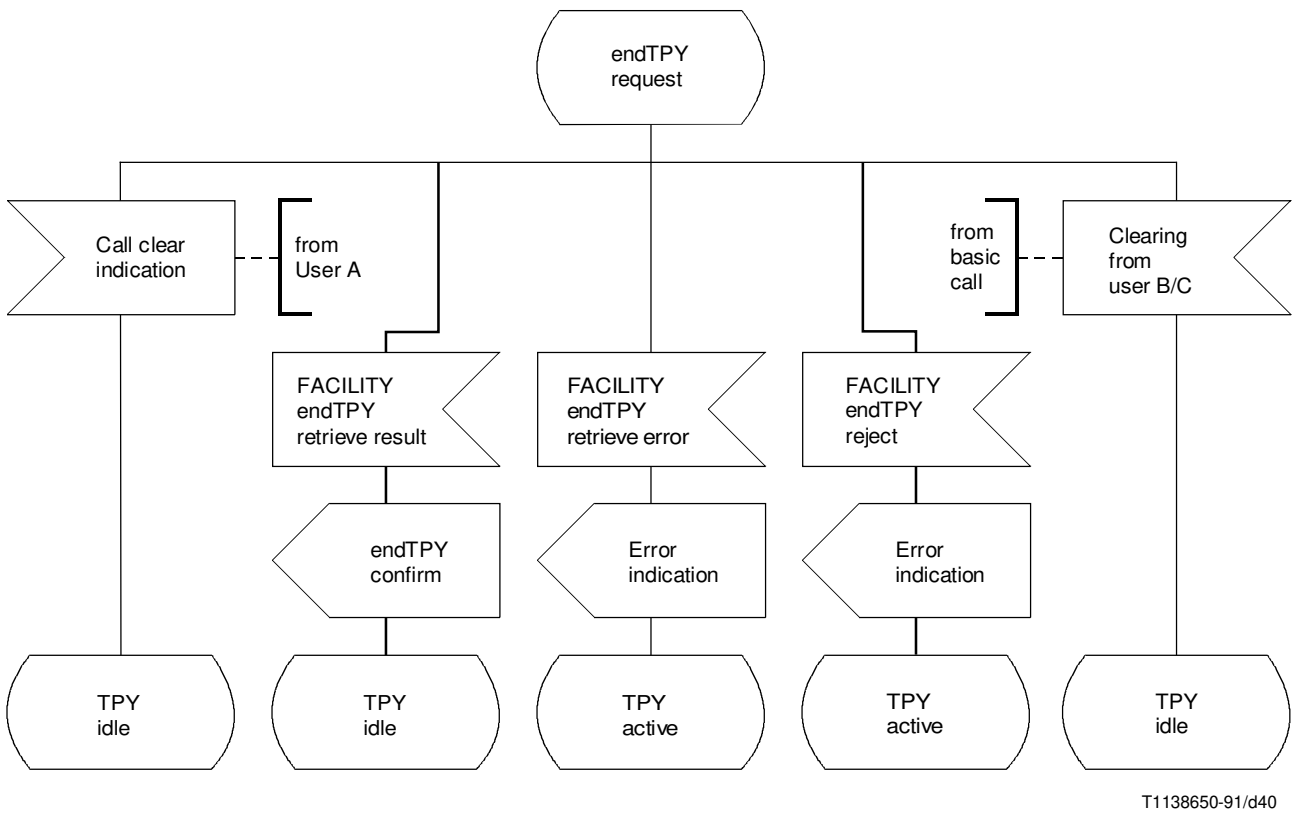 endTPY
request
Call clear
indication
from
User A
from
basic
call
Clearing
from
user B/C
FACILITY
endTPY
retrieve result
FACILITY
endTPY
retrieve error
FACILITY
endTPY
reject
endTPY
confirm
Error
indication
Error
indication
TPY
idle
TPY
idle
TPY
active
TPY
active
TPY
idle
T1138650-91/d40